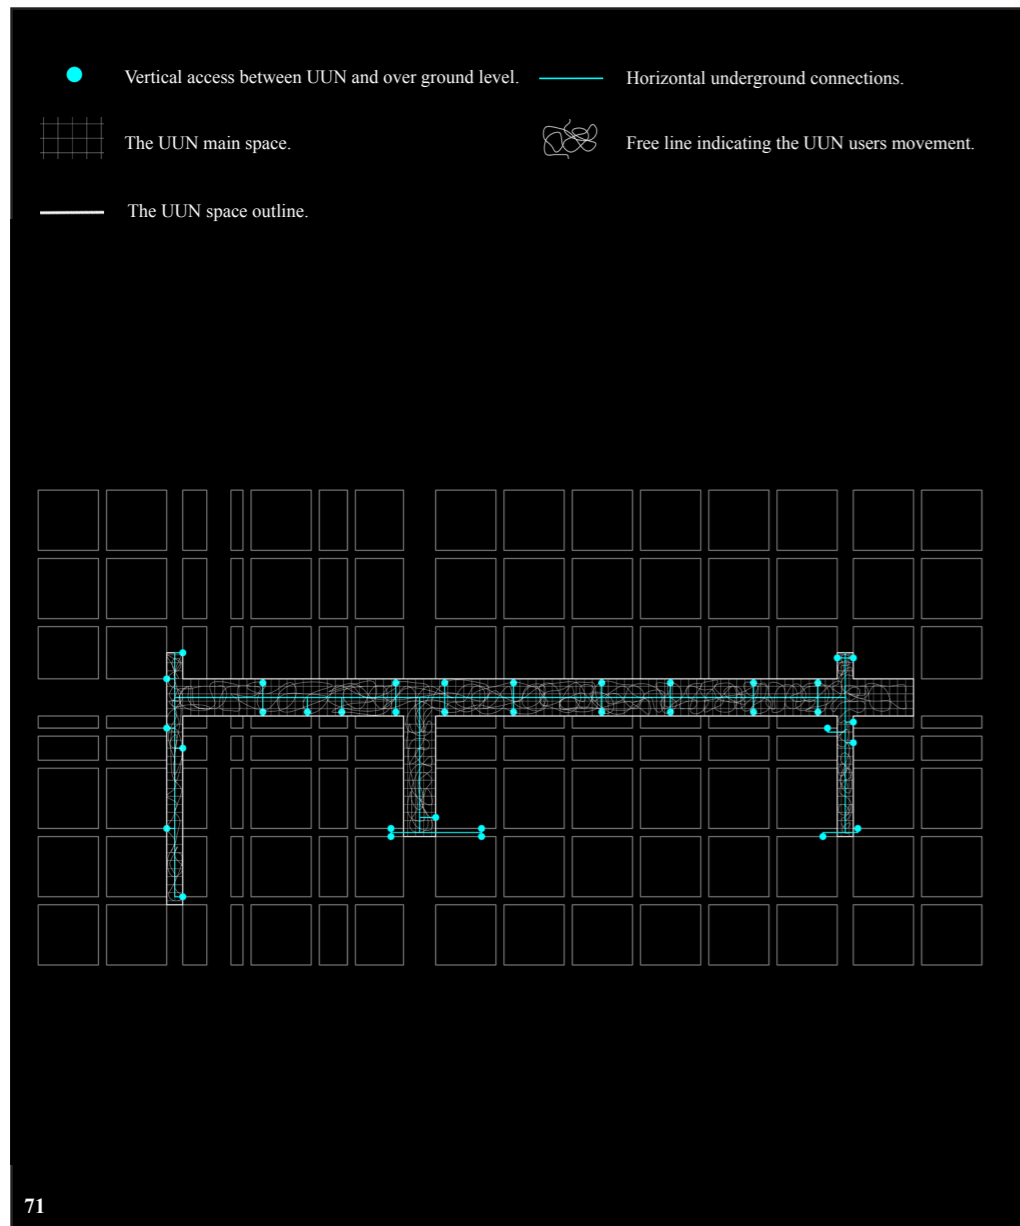 Vertical access between UUN and over ground level.
Horizontal underground connections.
The UUN main space.
Free line indicating the UUN users movement.
The UUN space outline.
71